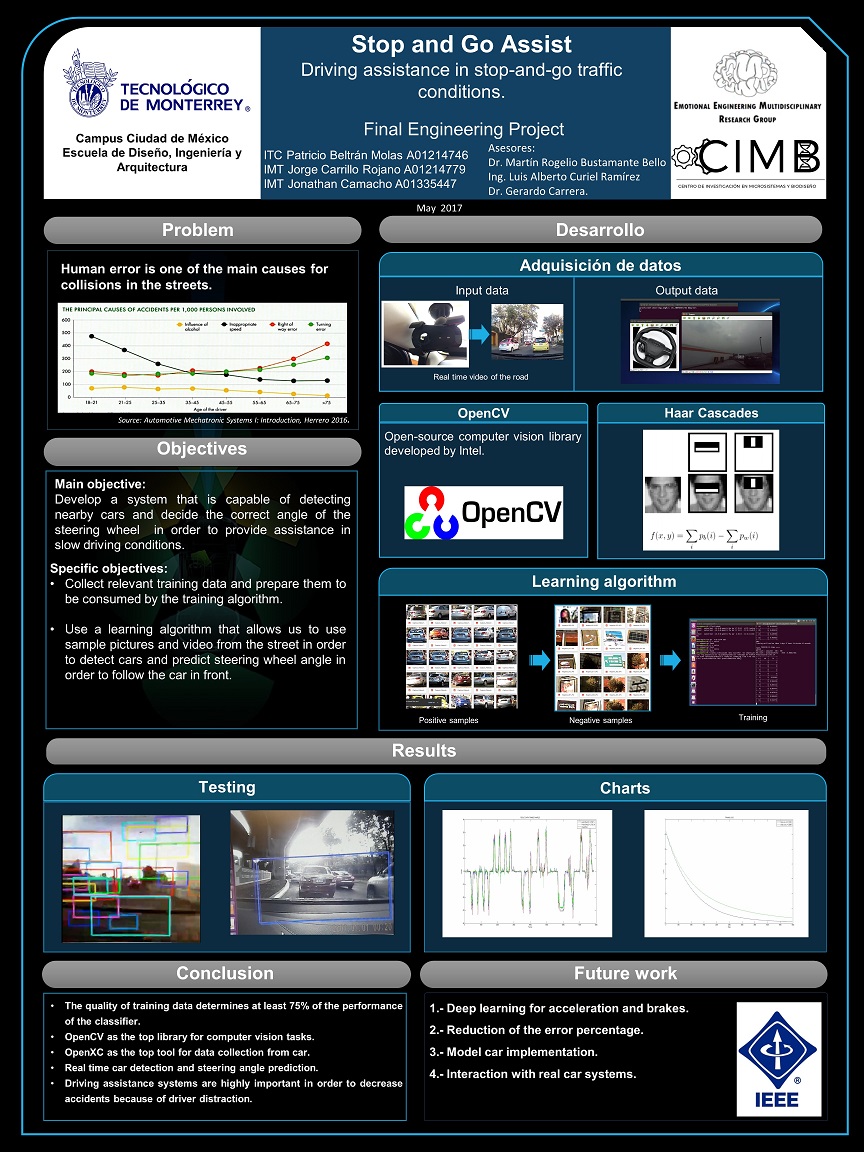 TECNOLÓGICO
DE MONTERREY®
Campus Ciudad de México
Escuela de Diseño, Ingeniería y
Arquitectura
Stop and Go Assist
Driving assistance in stop-and-go traffic
conditions.
Final Engineering Project
ITC Patricio Beltrán Molas A01214746
IMT Jorge Carrillo Rojano A01214779
IMT Jonathan Camacho A01335447
Asesores:
Dr. Martín Rogelio Bustamante Bello
Ing. Luis Alberto Curiel Ramírez
Dr. Gerardo Carrera.
Emotional Engineering Multidisciplinary
Research Group
CIMB
CENTRO DE INVESTIGACIÓN EN MICROSISTEMAS Y BIODISEÑO
May 2017
Problem
Human error is one of the main causes for
collisions in the streets.
THE PRINCIPAL CAUSES OF ACCIDENTS PER 1,000 PERSONS INVOLVED
Influence of
alcohol
Inappropriate
speed
Right of
way error
Turning
error
600
500
400
300
200
100
0
18-21 21-25 25-35 35-45 45-55 55-65 65-75 <75
Age of the driver
Source: Automotive Mechatronic Systems I: Introduction, Herrero 2016.
Objectives
Main objective:
Develop a system that is capable of detecting
nearby cars and decide the correct angle of the
steering wheel in order to provide assistance in
slow driving conditions.
Specific objectives:
• Collect relevant training data and prepare them to
be consumed by the training algorithm.
• Use a learning algorithm that allows us to use
sample pictures and video from the street in order
to detect cars and predict steering wheel angle in
order to follow the car in front.
Desarrollo
Adquisición de datos
Input data
Real time video of the road
Output data
OpenCV
Open-source computer vision library
developed by Intel.
OpenCV
Haar Cascades
f(x, y) = ∑ p_b(i) − ∑ p_w(i)
i i
Learning algorithm
Positive samples
Negative samples
Training
Results
Testing
Charts
Conclusion
• The quality of training data determines at least 75% of the performance
of the classifier.
• OpenCV as the top library for computer vision tasks.
• OpenXC as the top tool for data collection from car.
• Real time car detection and steering angle prediction.
• Driving assistance systems are highly important in order to decrease
accidents because of driver distraction.
Future work
1.- Deep learning for acceleration and brakes.
2.- Reduction of the error percentage.
3.- Model car implementation.
4.- Interaction with real car systems.
IEEE®